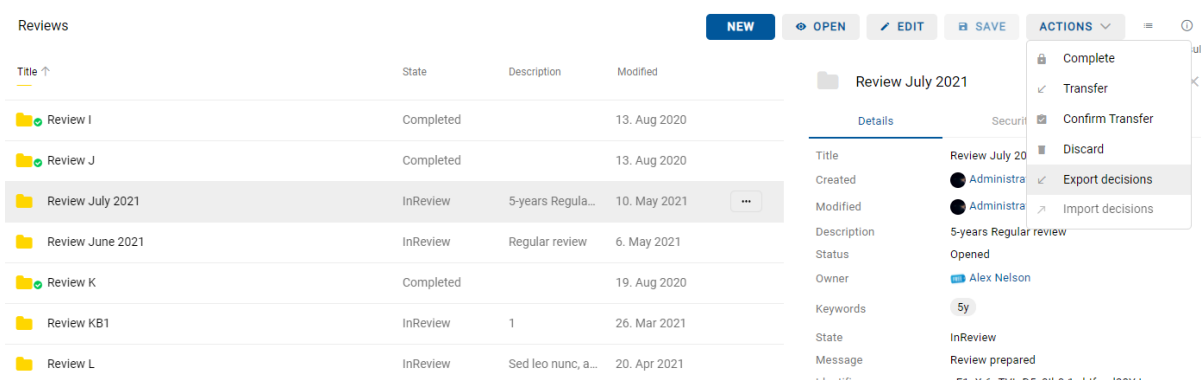 Reviews
NEW
OPEN
EDIT
SAVE
ACTIONS
Title
State
Description
Modified
Review I
Completed
13. Aug 2020
Review J
Completed
13. Aug 2020
Review July 2021
InReview
5-years Regula...
10. May 2021
Review June 2021
InReview
Regular review
6. May 2021
Review K
Completed
19. Aug 2020
Review KB1
InReview
1
26. Mar 2021
Review L
InReview
Sed leo nunc, a...
20. Apr 2021
Review July 2021
Details
Securit
Title
Review July 20
Created
Administra
Modified
Administra
Description
5-years Regular review
Status
Opened
Owner
Alex Nelson
Keywords
5y
State
InReview
Message
Review prepared
Complete
Transfer
Confirm Transfer
Discard
Export decisions
Import decisions